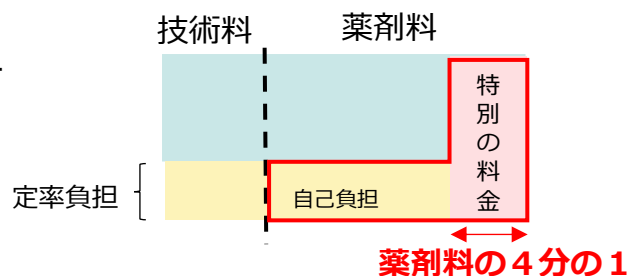 技術料
薬剤料
特別の料金
定率負担
自己負担
薬剤料の４分の１